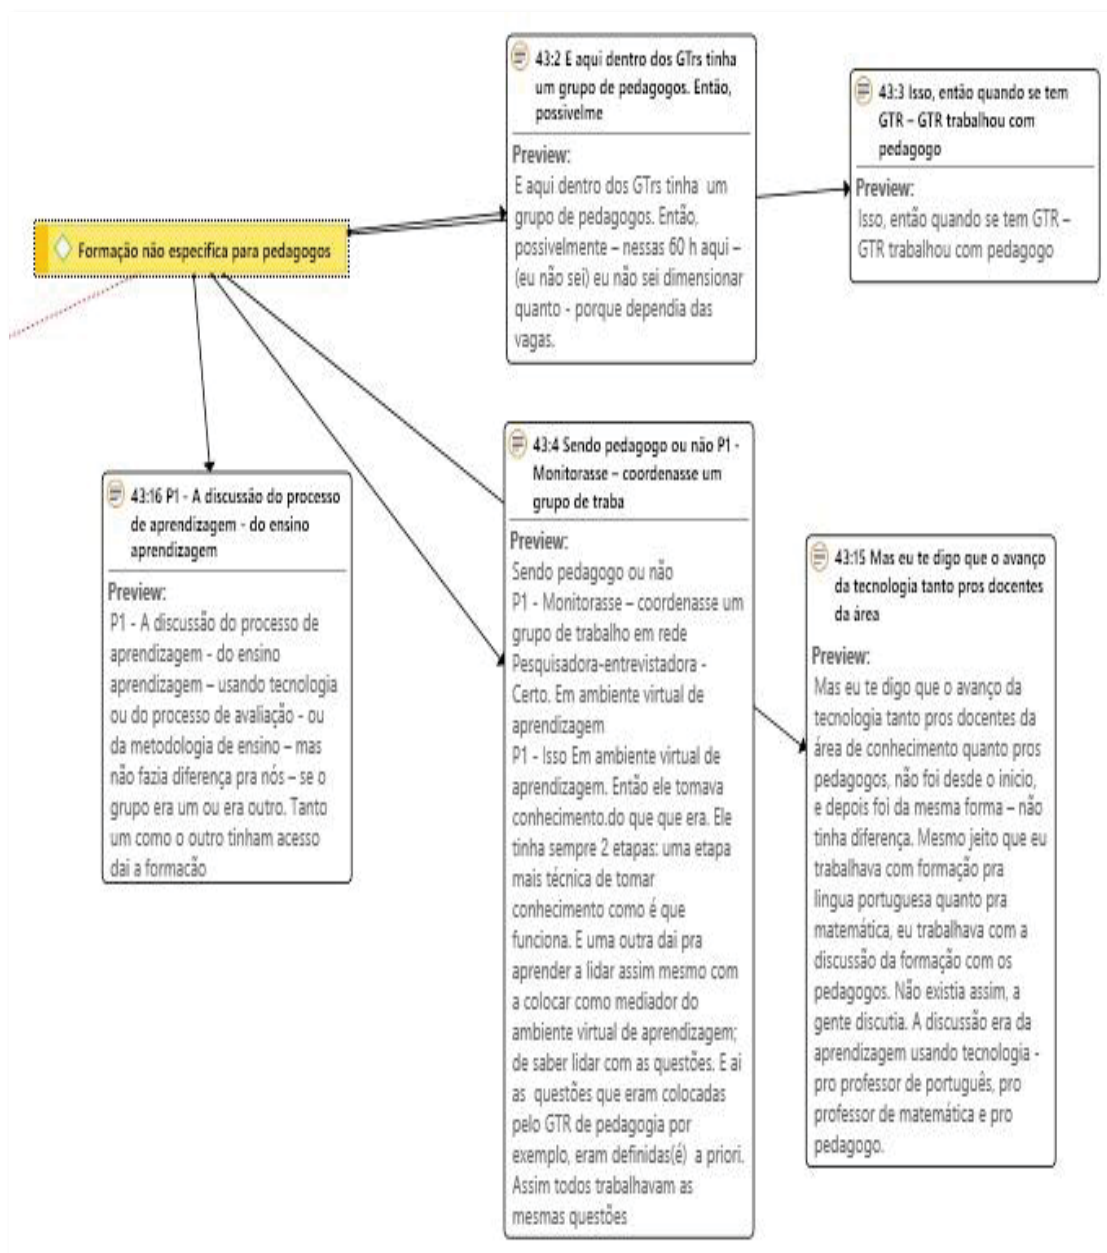 Formação não especifica para pedagogos
43:2 E aqui dentro dos GTrs tinha
um grupo de pedagogos. Então,
possivelme
Preview:
E aqui dentro dos GTrs tinha um
grupo de pedagogos. Então,
possivelmente – nessas 60 h aqui –
(eu não sei) eu não sei dimensionar
quanto - porque dependia das
vagas.
43:3 Isso, então quando se tem
GTR – GTR trabalhou com
pedagogo
Preview:
Isso, então quando se tem GTR –
GTR trabalhou com pedagogo
43:16 P1 - A discussão do processo
de aprendizagem - do ensino
aprendizagem
Preview:
P1 - A discussão do processo de
aprendizagem - do ensino
aprendizagem – usando tecnologia
ou do processo de avaliação - ou
da metodologia de ensino – mas
não fazia diferença pra nós – se o
grupo era um ou era outro. Tanto
um como o outro tinham acesso
dai a formação
43:4 Sendo pedagogo ou não P1 -
Monitorasse – coordenasse um
grupo de traba
Preview:
Sendo pedagogo ou não
P1 - Monitorasse – coordenasse um
grupo de trabalho em rede
Pesquisadora-entrevistadora -
Certo. Em ambiente virtual de
aprendizagem
P1 - Isso Em ambiente virtual de
aprendizagem. Então ele tomava
conhecimento.do que que era. Ele
tinha sempre 2 etapas: uma etapa
mais técnica de tomar
conhecimento como é que
funciona. E uma outra dai pra
aprender a lidar assim mesmo com
a colocar como mediador do
ambiente virtual de aprendizagem;
de saber lidar com as questões. E ai
as questões que eram colocadas
pelo GTR de pedagogia por
exemplo, eram definidas(é) a priori.
Assim todos trabalhavam as
mesmas questões
43:15 Mas eu te digo que o avanço
da tecnologia tanto pros docentes
da área
Preview:
Mas eu te digo que o avanço da
tecnologia tanto pros docentes da
área de conhecimento quanto pros
pedagogos, não foi desde o inicio,
e depois foi da mesma forma – não
tinha diferença. Mesmo jeito que eu
trabalhava com formação pra
lingua portuguesa quanto pra
matemática, eu trabalhava com a
discussão da formação com os
pedagogos. Não existia assim, a
gente discutia. A discussão era da
aprendizagem usando tecnologia -
pro professor de português, pro
professor de matemática e pro
pedagogo.